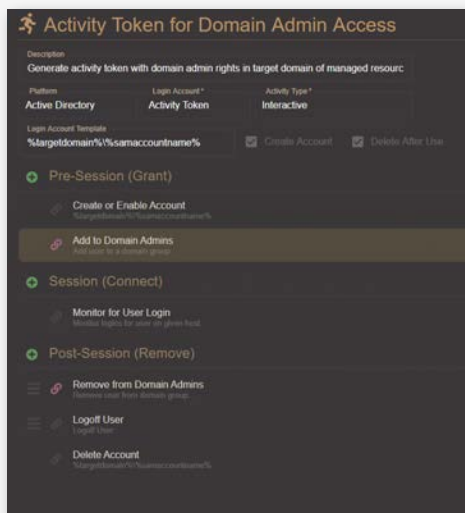 Activity Token for Domain Admin Access
Description
Generate activity token with domain admin rights in target domain of managed resourc
Platform
Login Account *
Activity Type *
Active Directory
Activity Token
Interactive
Login Account Template
%targetdomain%\%samaccountname%
Create Account
Delete After Use
Pre-Session (Grant)
Create or Enable Account
%targetdomain%\%samaccountname%
Add to Domain Admins
Add user to a domain group
Session (Connect)
Monitor for User Login
Monitor logins for user on given host
Post-Session (Remove)
Remove from Domain Admins
Remove user from domain group
Logoff User
Logoff User
Delete Account
%targetdomain%\%samaccountname%